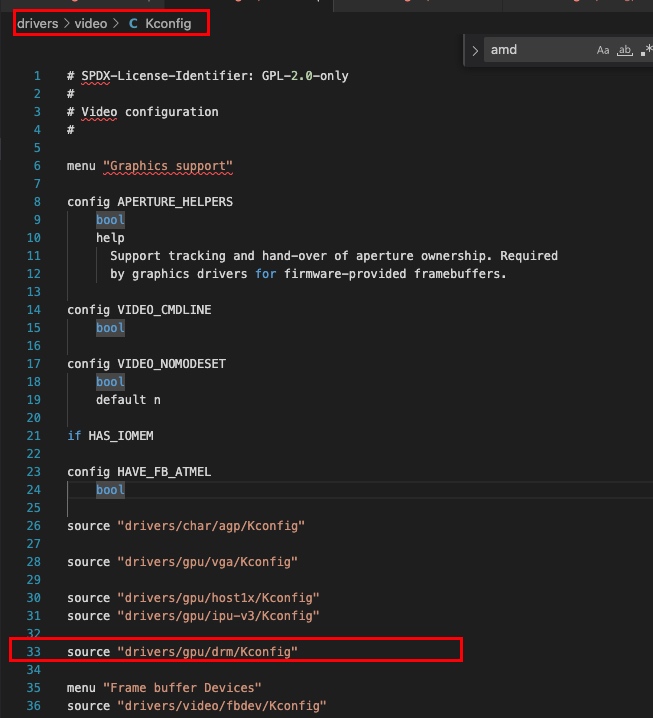 drivers > video > C Kconfig
> amd Aa ab .*
1 # SPDX-License-Identifier: GPL-2.0-only
2 #
3 # Video configuration
4 #
5
6 menu "Graphics support"
7
8 config APERTURE_HELPERS
9 bool
10 help
11 Support tracking and hand-over of aperture ownership. Required
12 by graphics drivers for firmware-provided framebuffers.
13
14 config VIDEO_CMDLINE
15 bool
16
17 config VIDEO_NOMODESET
18 bool
19 default n
20
21 if HAS_IOMEM
22
23 config HAVE_FB_ATMEL
24 bool
25
26 source "drivers/char/agp/Kconfig"
27
28 source "drivers/gpu/vga/Kconfig"
29
30 source "drivers/gpu/host1x/Kconfig"
31 source "drivers/gpu/ipu-v3/Kconfig"
32
33 source "drivers/gpu/drm/Kconfig"
34
35 menu "Frame buffer Devices"
36 source "drivers/video/fbdev/Kconfig"